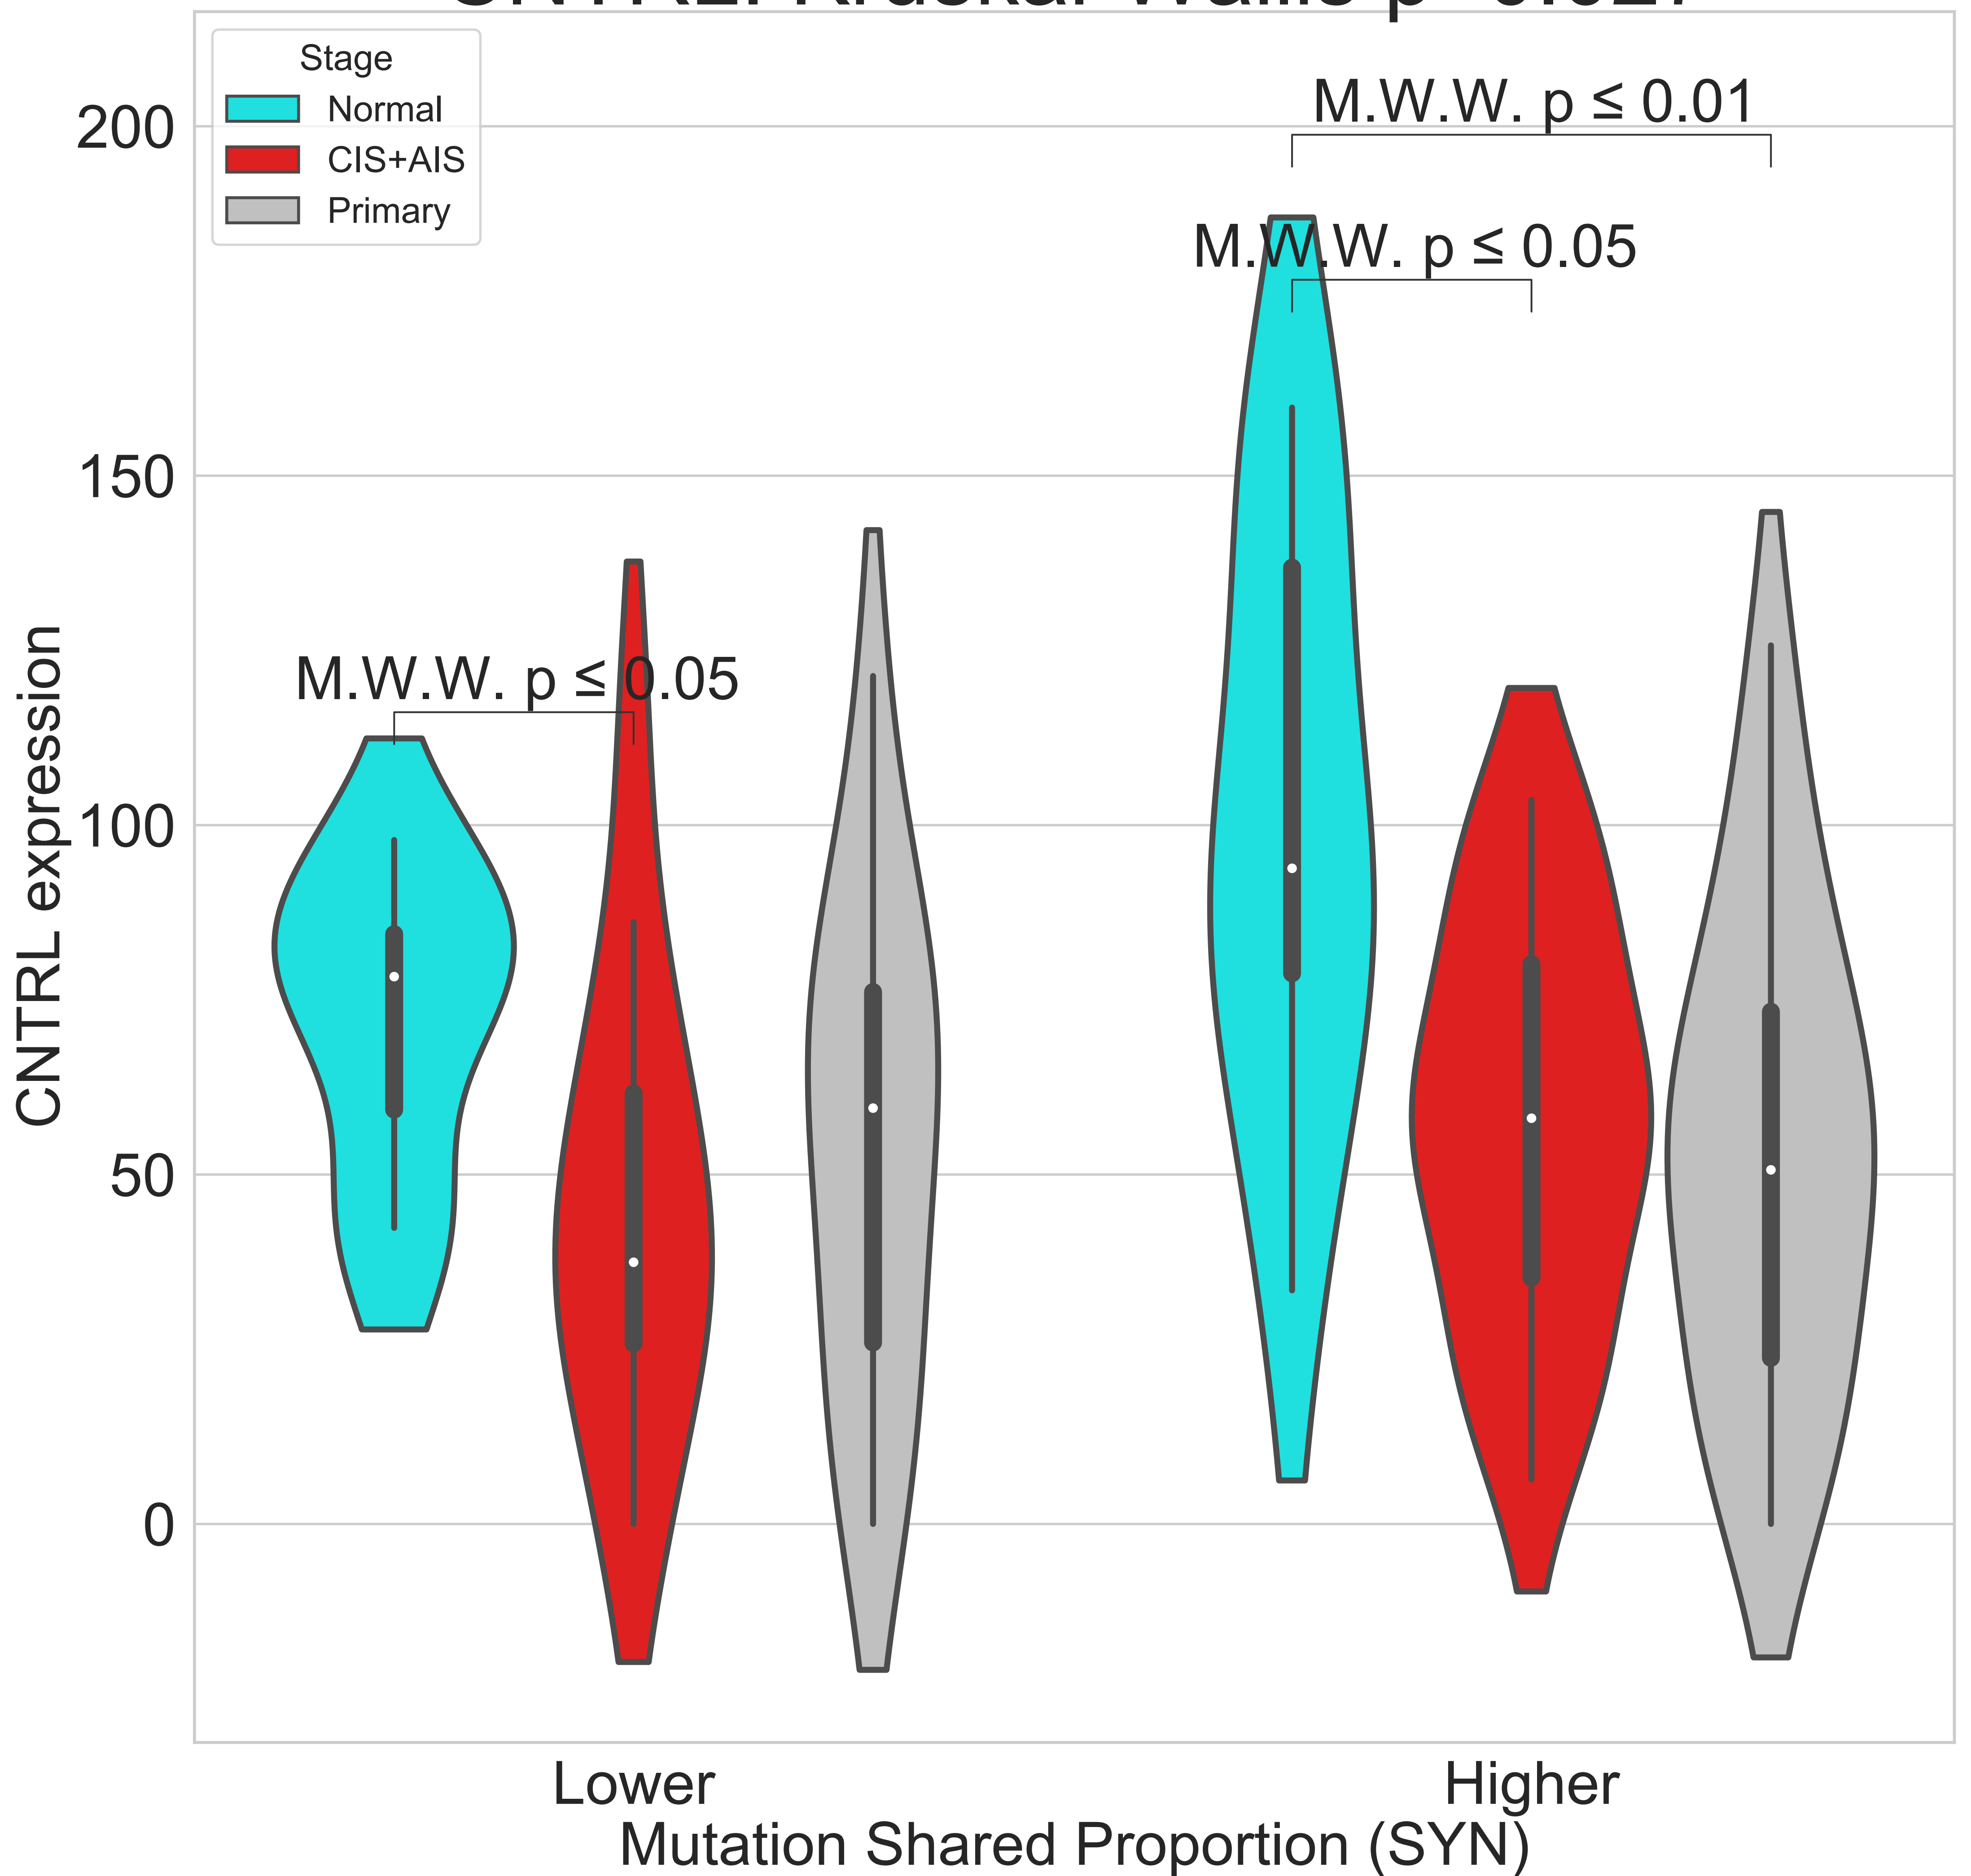 Stage
Normal
CIS+AIS
Primary
M.W.W. p ≤ 0.01
M.W.W. p ≤ 0.05
M.W.W. p ≤ 0.05
200
150
100
50
0
CNTRL expression
Lower
Higher
Mutation Shared Proportion (SYN)